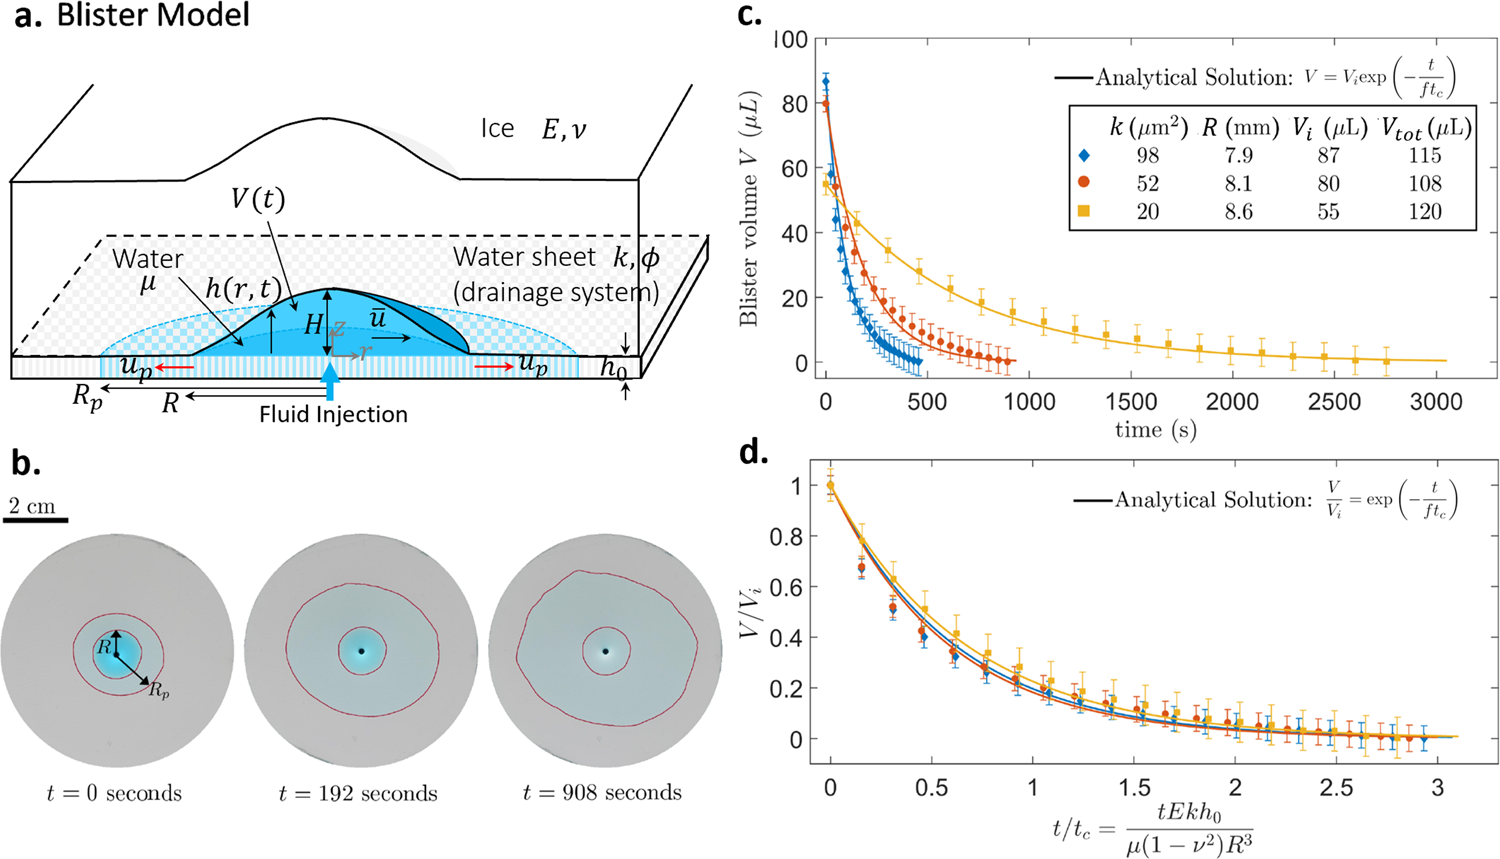 a. Blister Model
Ice E, ν
V(t)
Water
μ
h(r, t)
Water sheet k, ϕ
(drainage system)
H
z
r
u̅
u_p
u_p
h₀
R_p
R
Fluid Injection
b.
2 cm
R
R_p
t = 0 seconds
t = 192 seconds
t = 908 seconds
c.
Analytical Solution: V = V_i exp(−t/(ft_c))
k (μm²) R (mm) V_i (μL) V_tot (μL)
98 7.9 87 115
52 8.1 80 108
20 8.6 55 120
Blister volume V (μL)
100
80
60
40
20
0
0 500 1000 1500 2000 2500 3000
time (s)
d.
Analytical Solution: V/V_i = exp(−t/(ft_c))
V/V_i
1
0.8
0.6
0.4
0.2
0
0 0.5 1 1.5 2 2.5 3
t/t_c = tEkh₀/(μ(1 − ν²)R³)